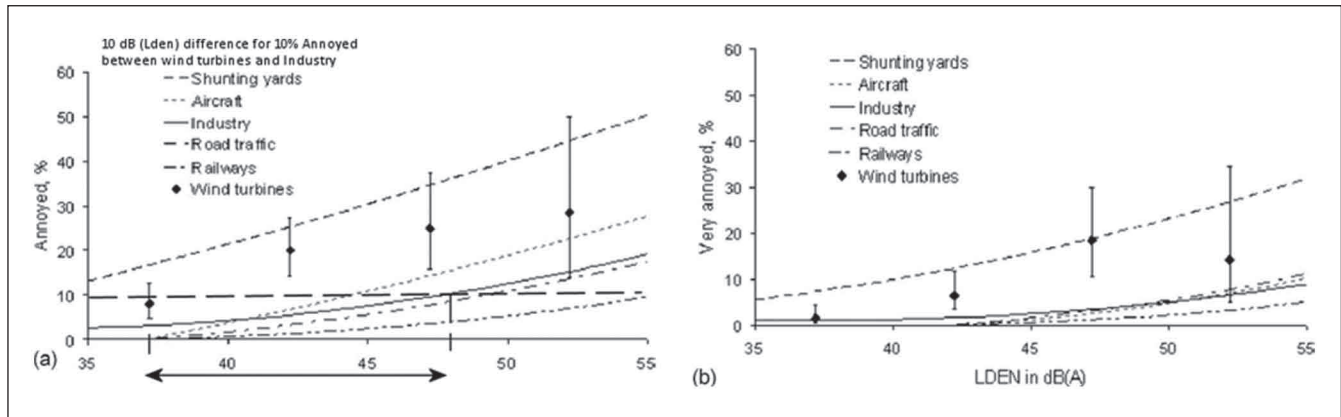 10 dB (Lden) difference for 10% Annoyed
between wind turbines and Industry
60
50
40
30
20
10
0
Annoyed, %
Shunting yards
Aircraft
Industry
Road traffic
Railways
Wind turbines
35
40
45
50
55
(a)
60
50
40
30
20
10
0
Very annoyed, %
Shunting yards
Aircraft
Industry
Road traffic
Railways
Wind turbines
35
40
45
50
55
(b)
LDEN in dB(A)